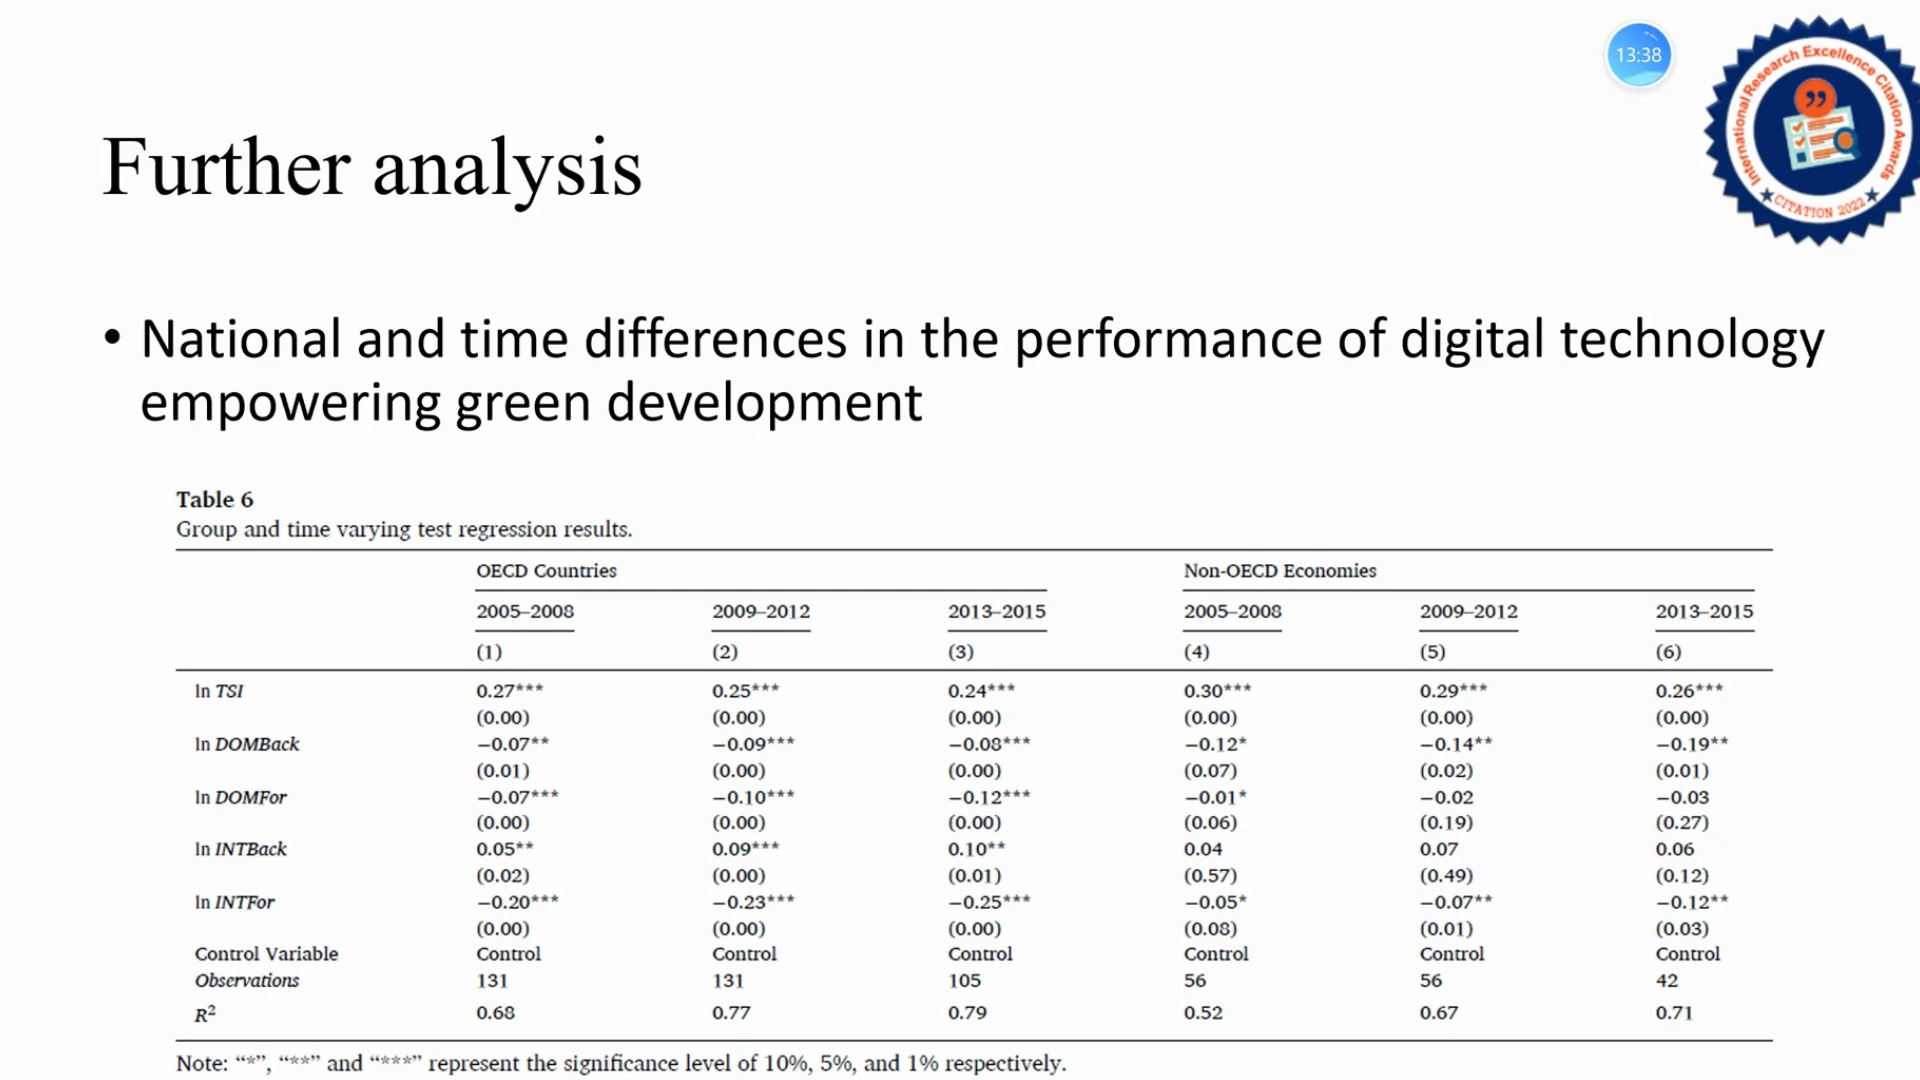 13:38
International Research Excellence Citation Awards
CITATION 2022
Further analysis
• National and time differences in the performance of digital technology
empowering green development
Table 6
Group and time varying test regression results.
OECD Countries Non-OECD Economies
2005–2008 2009–2012 2013–2015 2005–2008 2009–2012 2013–2015
(1) (2) (3) (4) (5) (6)
ln TSI 0.27*** 0.25*** 0.24*** 0.30*** 0.29*** 0.26***
(0.00) (0.00) (0.00) (0.00) (0.00) (0.00)
ln DOMBack −0.07** −0.09*** −0.08*** −0.12* −0.14** −0.19**
(0.01) (0.00) (0.00) (0.07) (0.02) (0.01)
ln DOMFor −0.07*** −0.10*** −0.12*** −0.01* −0.02 −0.03
(0.00) (0.00) (0.00) (0.06) (0.19) (0.27)
ln INTBack 0.05** 0.09*** 0.10** 0.04 0.07 0.06
(0.02) (0.00) (0.01) (0.57) (0.49) (0.12)
ln INTFor −0.20*** −0.23*** −0.25*** −0.05* −0.07** −0.12**
(0.00) (0.00) (0.00) (0.08) (0.01) (0.03)
Control Variable Control Control Control Control Control Control
Observations 131 131 105 56 56 42
R² 0.68 0.77 0.79 0.52 0.67 0.71
Note: “*”, “**” and “***” represent the significance level of 10%, 5%, and 1% respectively.